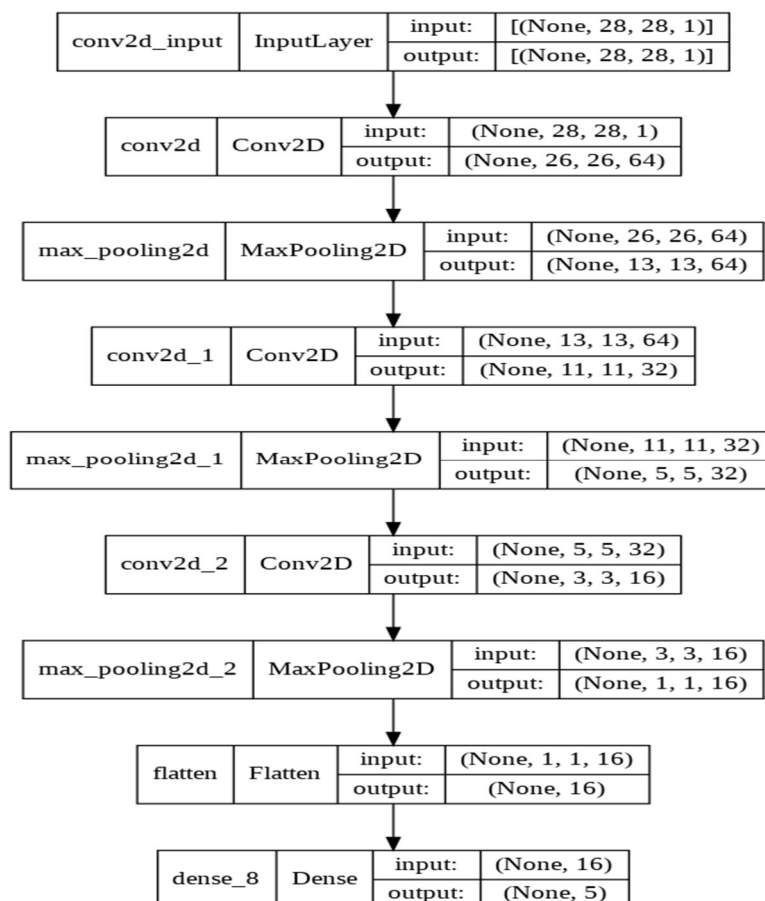 conv2d_input InputLayer input: [(None, 28, 28, 1)]
output: [(None, 28, 28, 1)]
conv2d Conv2D input: (None, 28, 28, 1)
output: (None, 26, 26, 64)
max_pooling2d MaxPooling2D input: (None, 26, 26, 64)
output: (None, 13, 13, 64)
conv2d_1 Conv2D input: (None, 13, 13, 64)
output: (None, 11, 11, 32)
max_pooling2d_1 MaxPooling2D input: (None, 11, 11, 32)
output: (None, 5, 5, 32)
conv2d_2 Conv2D input: (None, 5, 5, 32)
output: (None, 3, 3, 16)
max_pooling2d_2 MaxPooling2D input: (None, 3, 3, 16)
output: (None, 1, 1, 16)
flatten Flatten input: (None, 1, 1, 16)
output: (None, 16)
dense_8 Dense input: (None, 16)
output: (None, 5)